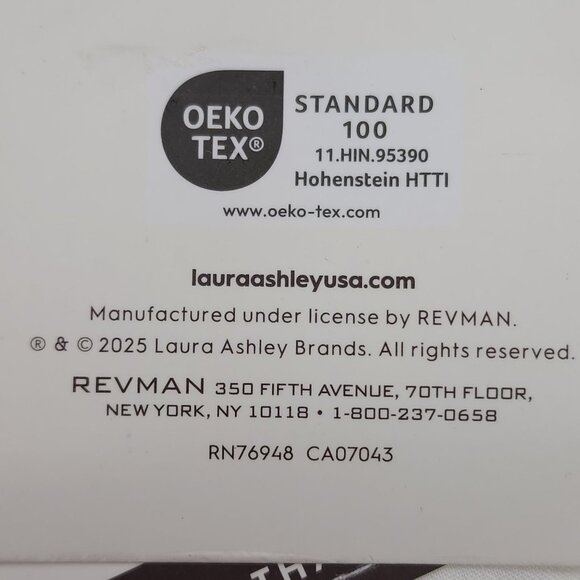 OEKO
TEX®
STANDARD
100
11.HIN.95390
Hohenstein HTTI
www.oeko-tex.com
lauraashleyusa.com
Manufactured under license by REVMAN.
® & © 2025 Laura Ashley Brands. All rights reserved.
REVMAN 350 FIFTH AVENUE, 70TH FLOOR,
NEW YORK, NY 10118 • 1-800-237-0658
RN76948 CA07043